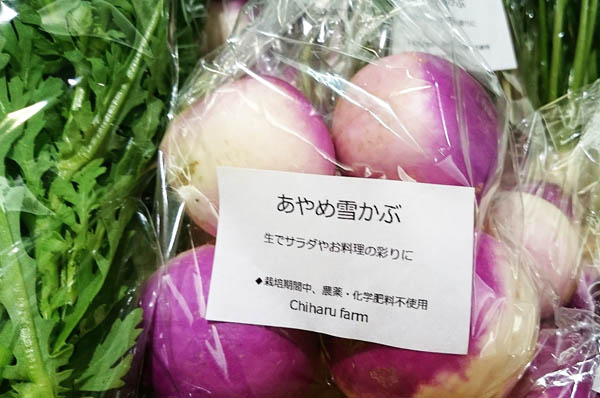 あやめ雪かぶ
生でサラダやお料理の彩りに
◆栽培期間中、農薬・化学肥料不使用
Chiharu farm